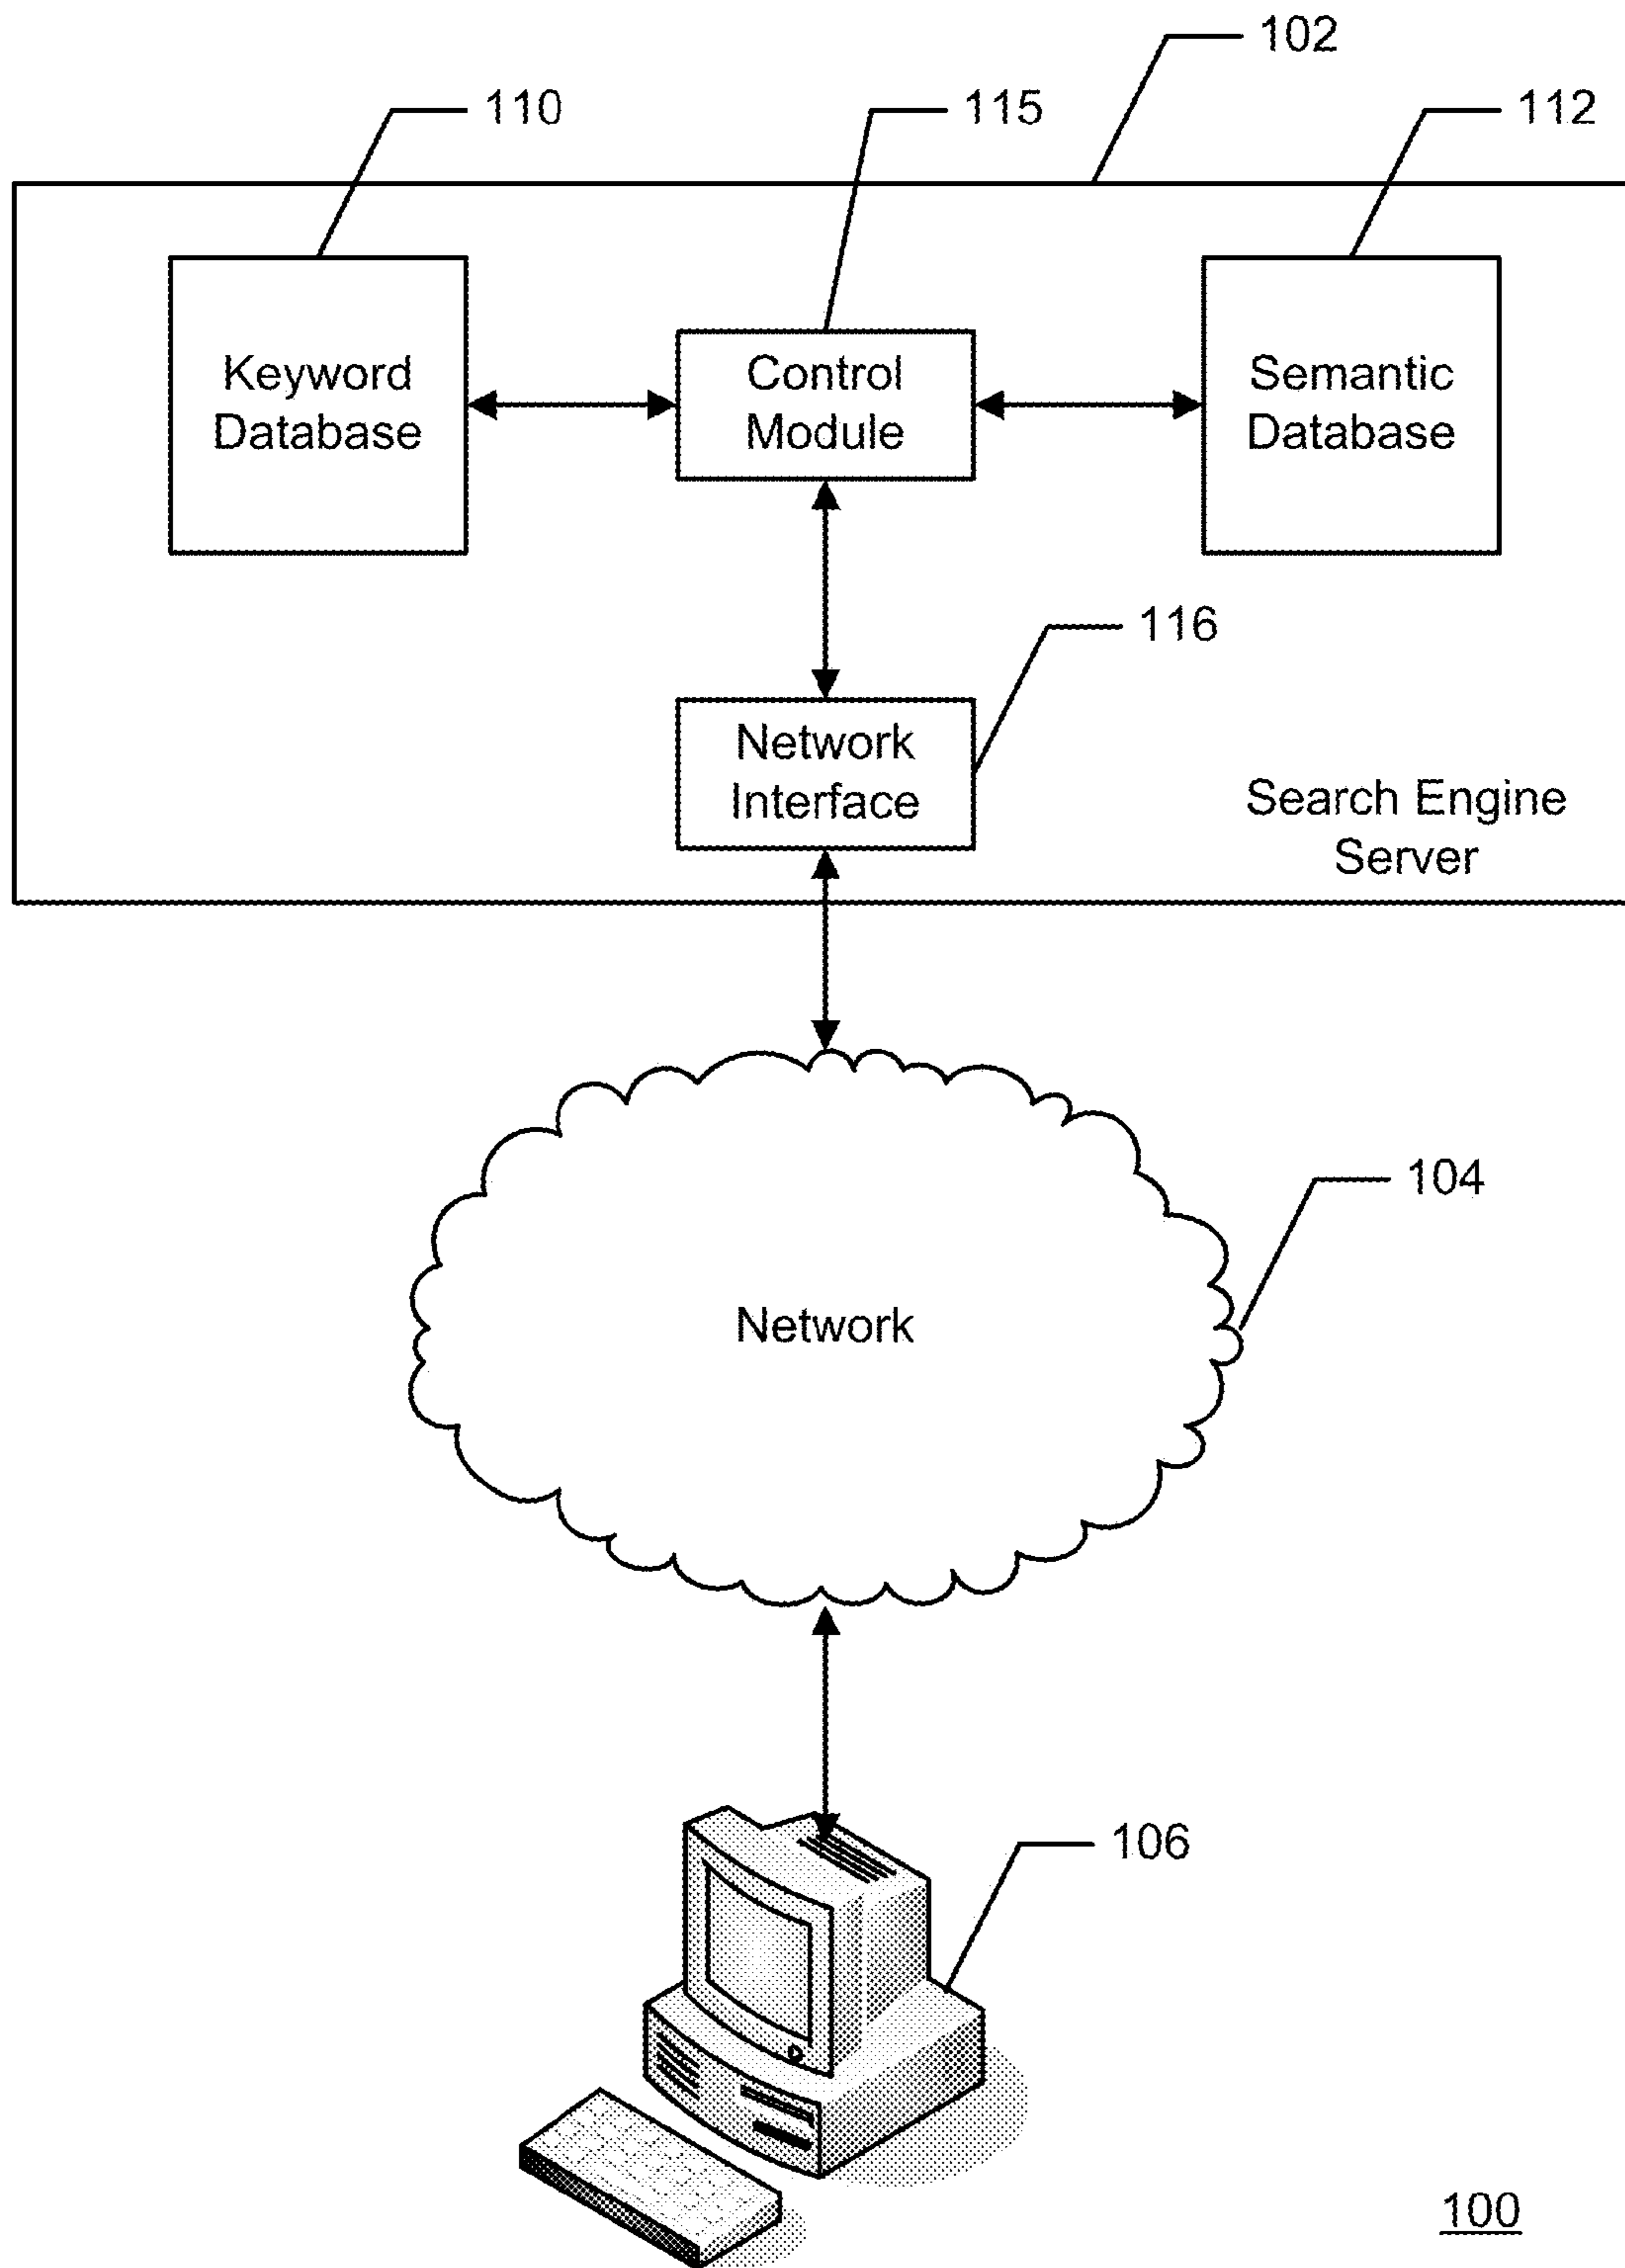 102
110
115
112
Keyword
Database
Control
Module
Semantic
Database
116
Network
Interface
Search Engine
Server
104
Network
106
100